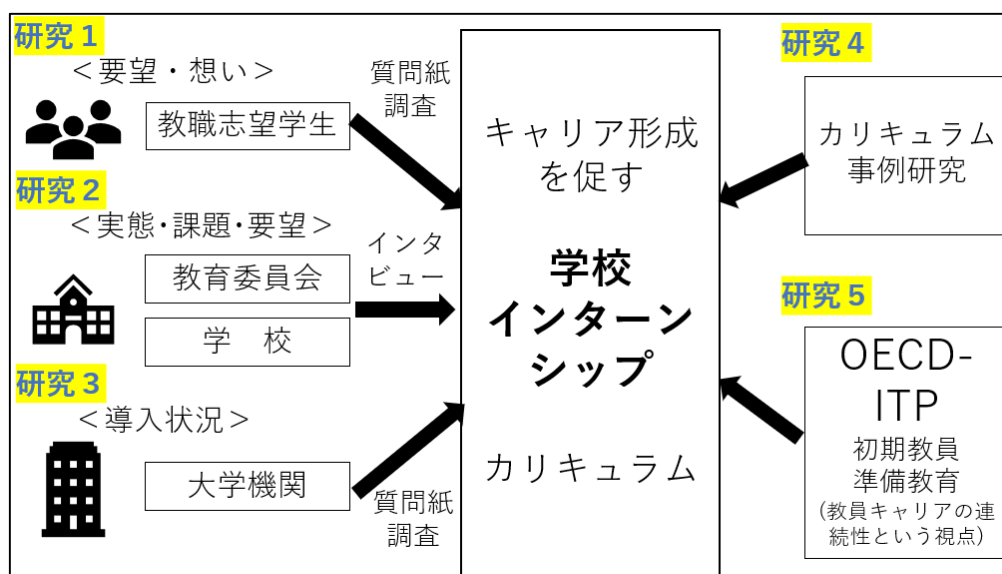 研究１
＜要望・想い＞
教職志望学生
質問紙
調査
研究２
＜実態・課題・要望＞
教育委員会
学　校
インタ
ビュー
研究３
＜導入状況＞
大学機関
質問紙
調査
キャリア形成
を促す
学校
インターン
シップ
カリキュラム
研究４
カリキュラム
事例研究
研究５
OECD-
ITP
初期教員
準備教育
(教員キャリアの連
続性という視点)